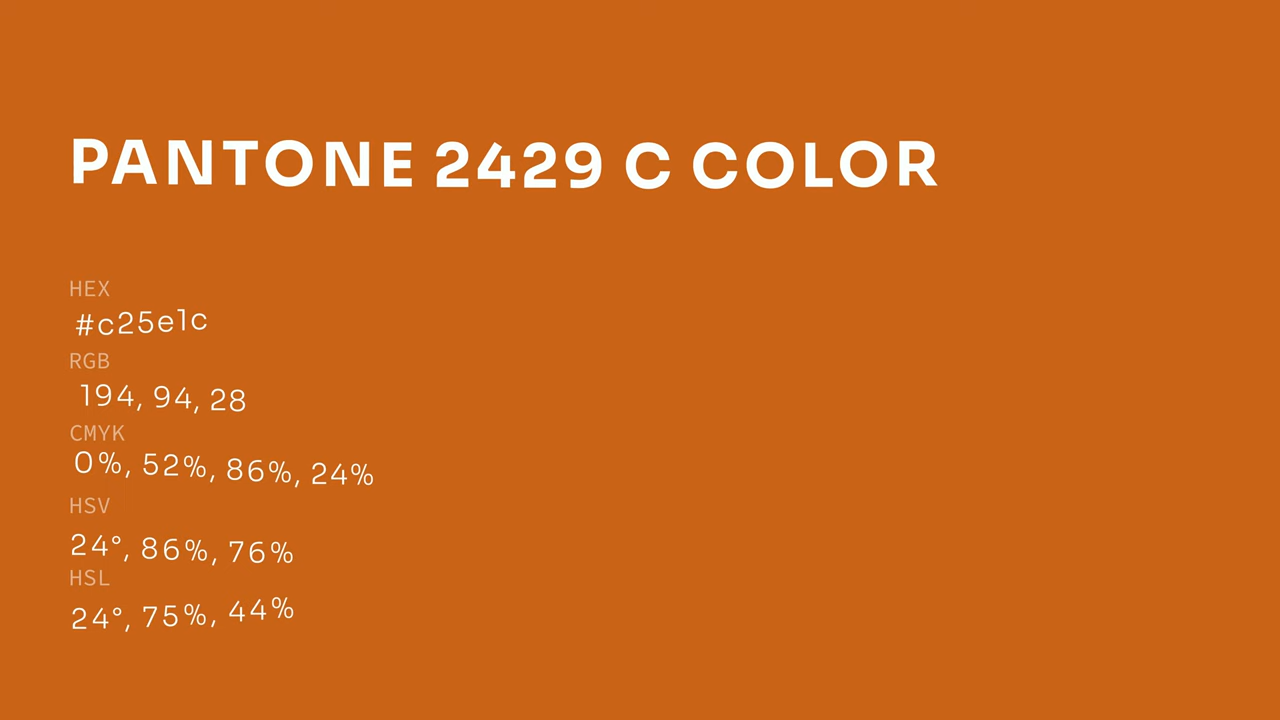 PANTONE 2429 C COLOR
HEX
#c25e1c
RGB
194, 94, 28
CMYK
0%, 52%, 86%, 24%
HSV
24°, 86%, 76%
HSL
24°, 75%, 44%